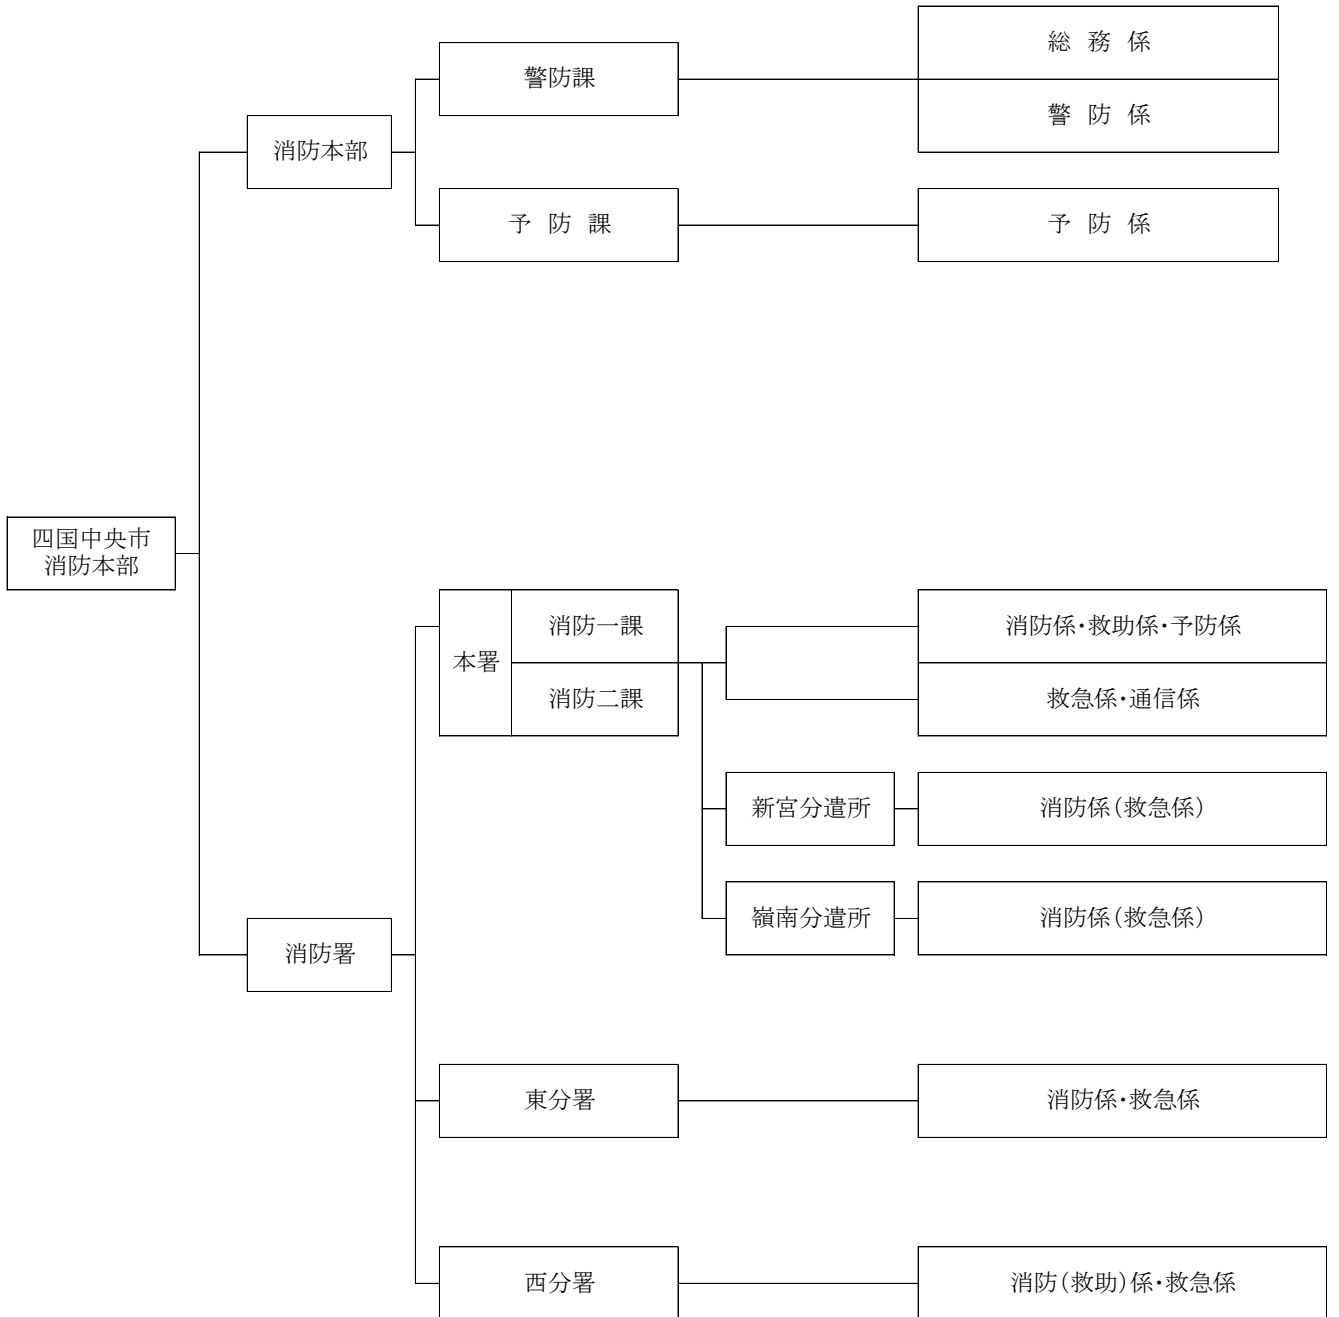 総 務 係
警防課
警 防 係
消防本部
予 防 課
予 防 係
四国中央市
消防本部
本署
消防一課
消防係・救助係・予防係
消防二課
救急係・通信係
新宮分遣所
消防係(救急係)
嶺南分遣所
消防係(救急係)
消防署
東分署
消防係・救急係
西分署
消防(救助)係・救急係